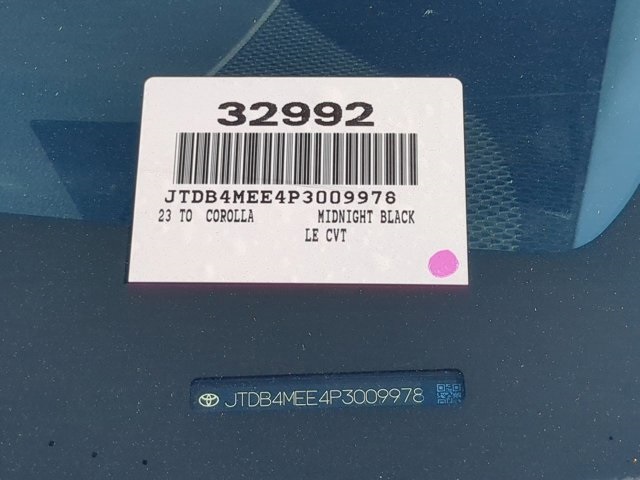 32992
JTDB4MEE4P3009978
23 TO COROLLA MIDNIGHT BLACK
LE CVT
JTDB4MEE4P3009978